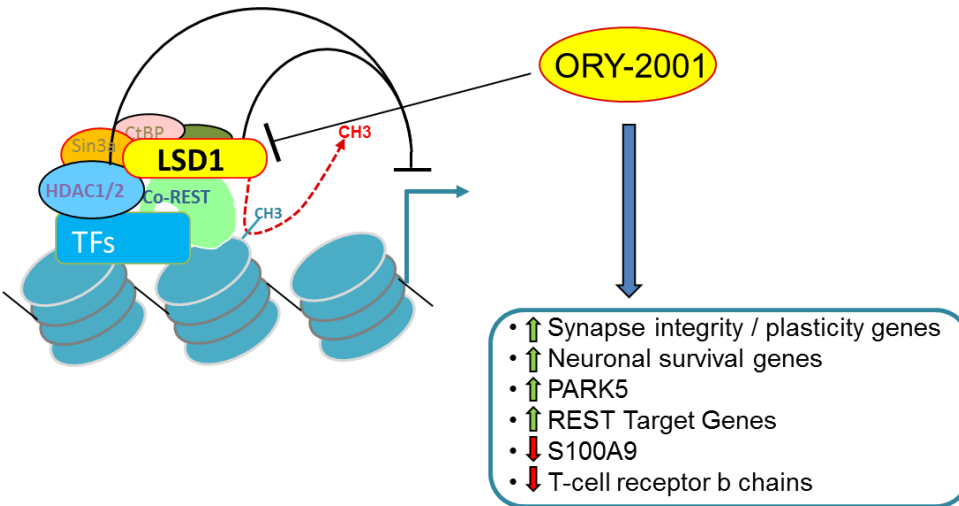 ORY-2001
CtBP
CH3
Sin3a
LSD1
HDAC1/2
Co-REST
CH3
TFs
• Synapse integrity / plasticity genes
• Neuronal survival genes
• PARK5
• REST Target Genes
• S100A9
• T-cell receptor b chains